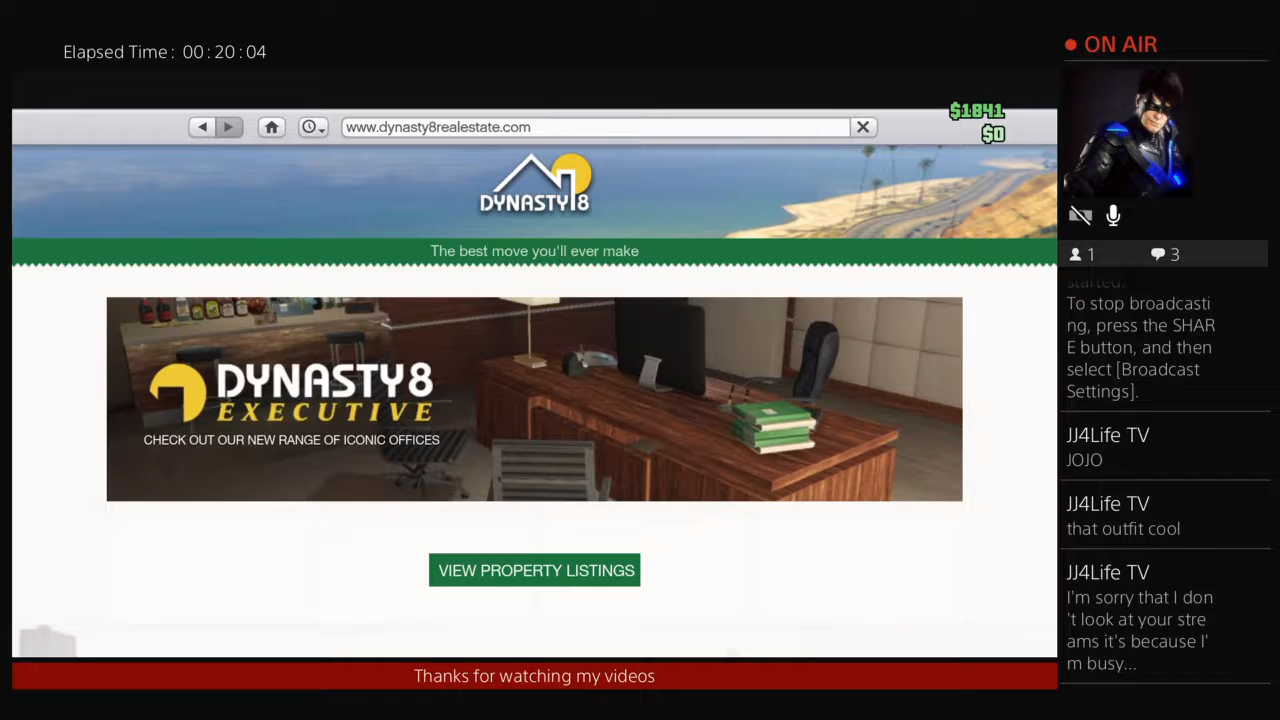 Elapsed Time: 00:20:04
ON AIR
www.dynasty8realestate.com
$1841
$0
DYNASTY8
The best move you'll ever make
DYNASTY8
EXECUTIVE
CHECK OUT OUR NEW RANGE OF ICONIC OFFICES
VIEW PROPERTY LISTINGS
Thanks for watching my videos
1
3
started.
To stop broadcasti
ng, press the SHAR
E button, and then
select [Broadcast
Settings].
JJ4Life TV
JOJO
JJ4Life TV
that outfit cool
JJ4Life TV
I'm sorry that I don
't look at your stre
ams it's because I'
m busy...